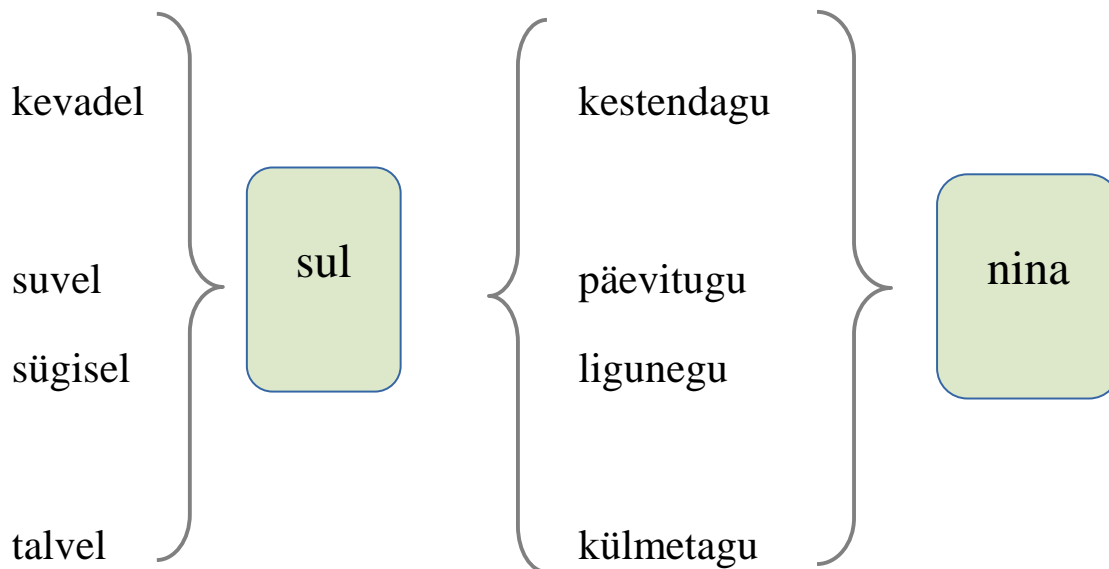 kevadel
kestendagu
sul
nina
suvel
päevitugu
sügisel
ligunegu
talvel
külmetagu